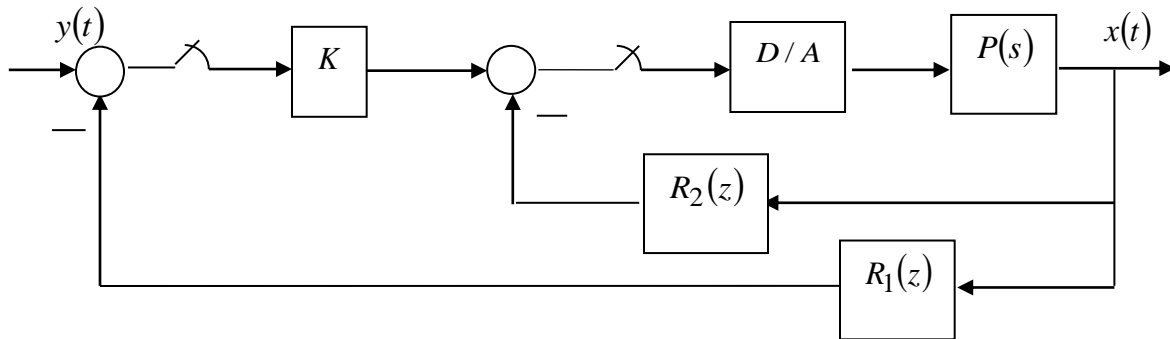 y(t)
K
D / A
P(s)
x(t)
—
—
R₂(z)
R₁(z)